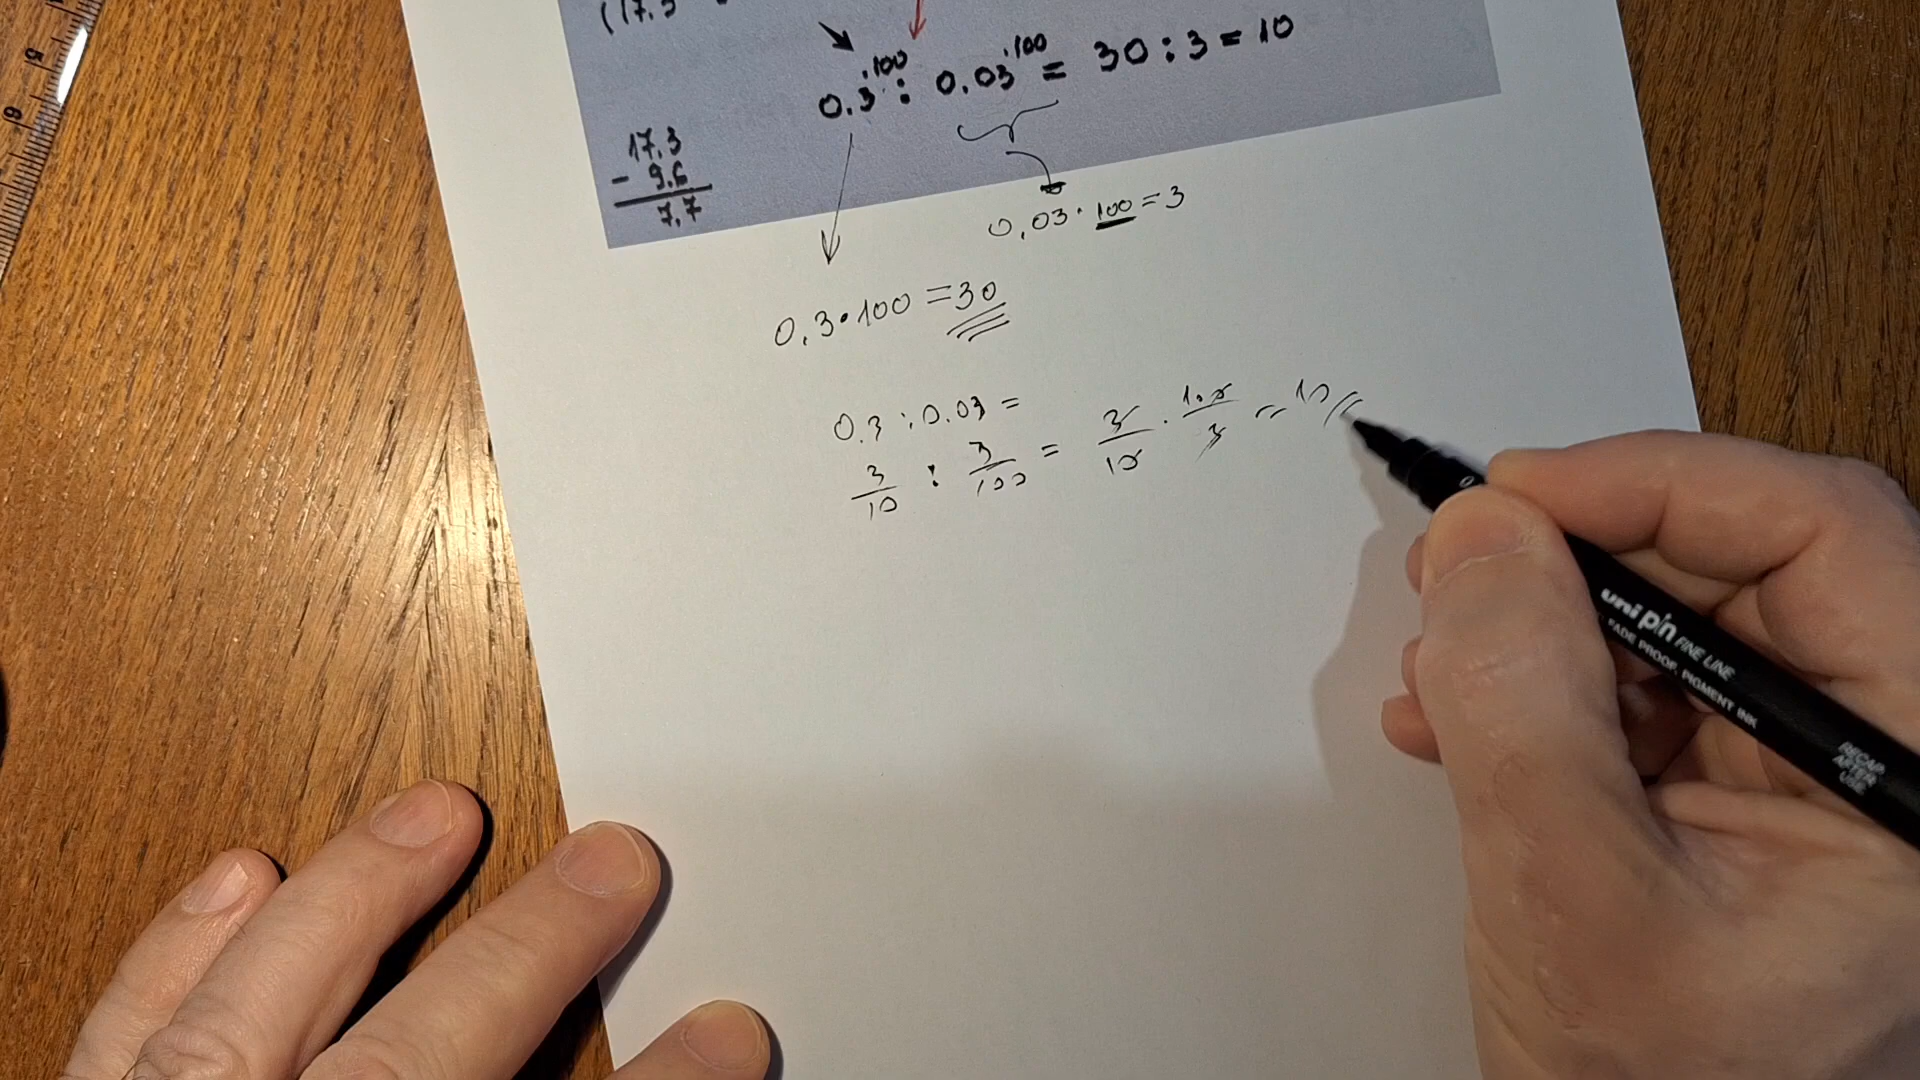 (17.3
0.3 .100 : 0.03 .100 = 30 : 3 = 10
17.3
- 9.6
7.7
0,03 · 100 = 3
0,3 · 100 = 30
0.3 : 0.03 =
3/10 : 3/100 = 3/10 · 100/3 = 10
uni pin FINE LINE
FADE PROOF, PIGMENT INK
RECAP
AFTER
USE
5
6